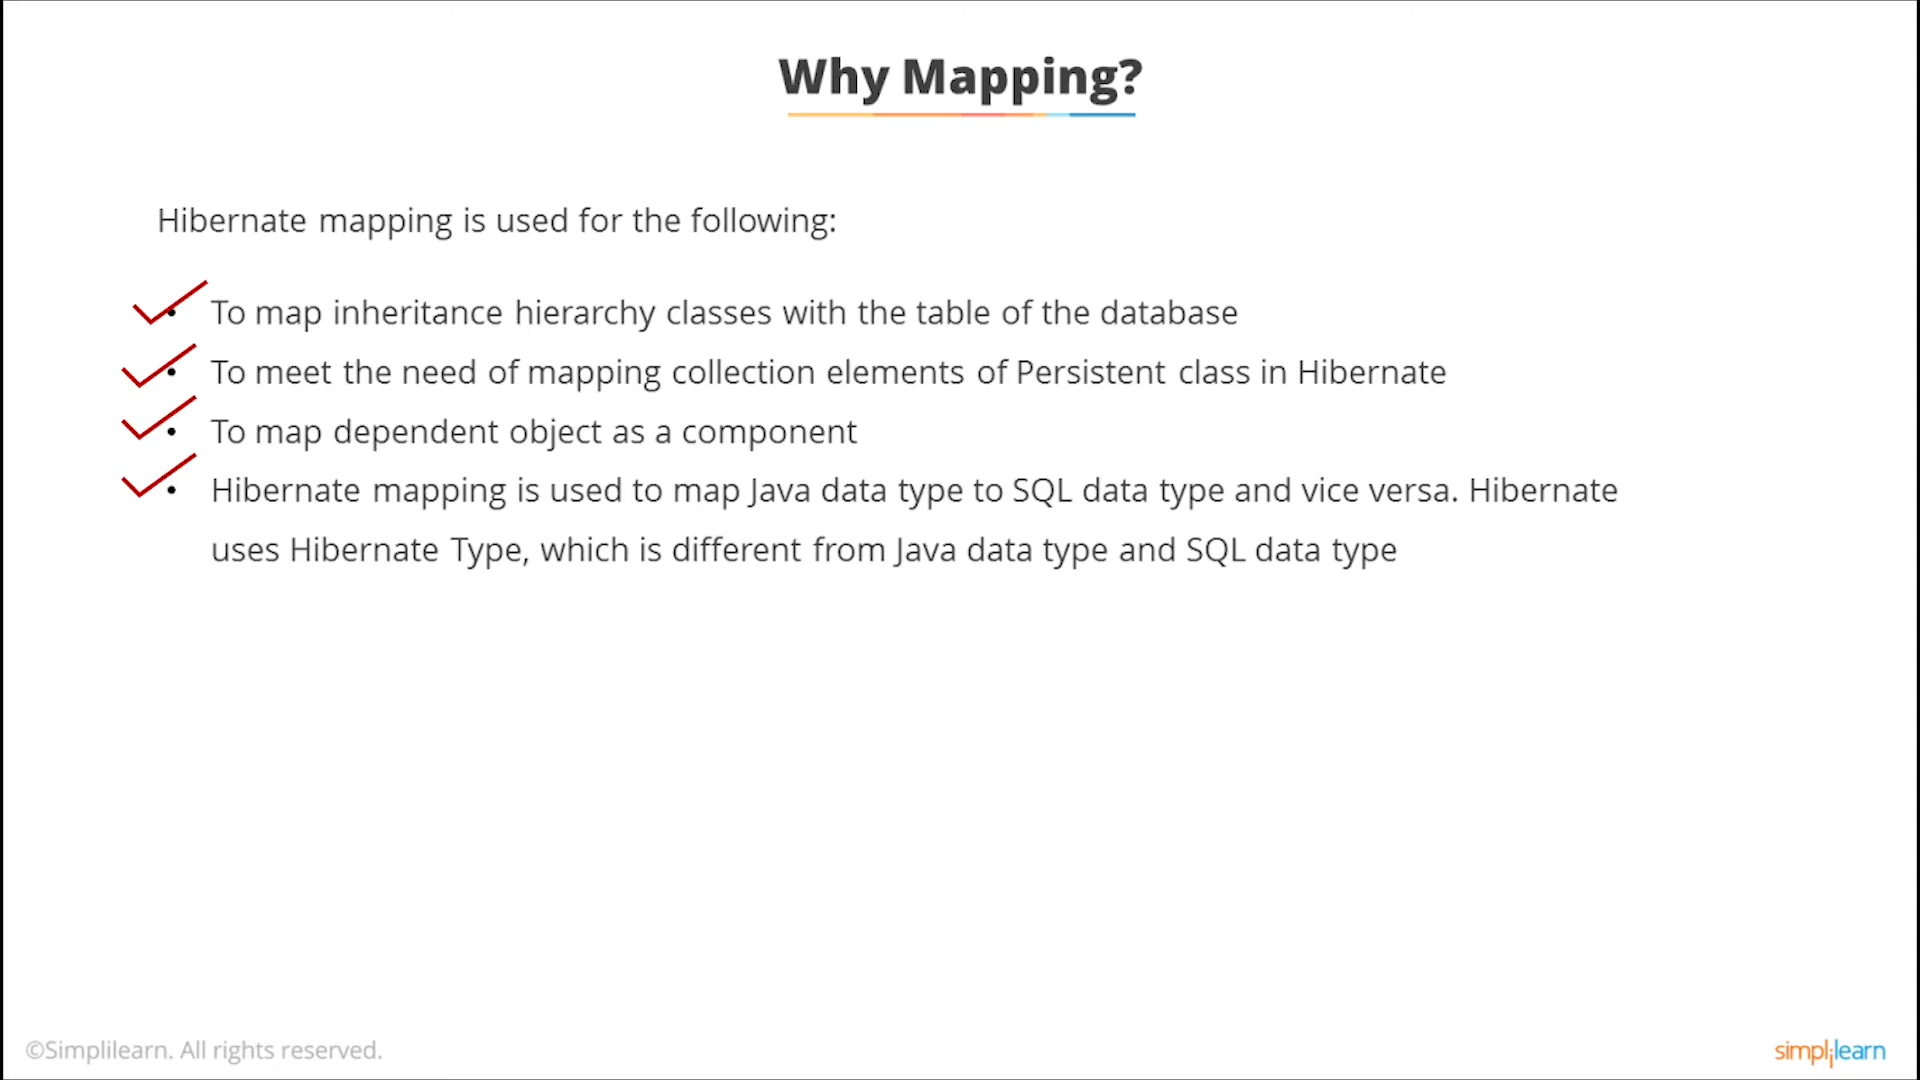 Why Mapping?
Hibernate mapping is used for the following:
• To map inheritance hierarchy classes with the table of the database
• To meet the need of mapping collection elements of Persistent class in Hibernate
• To map dependent object as a component
• Hibernate mapping is used to map Java data type to SQL data type and vice versa. Hibernate
uses Hibernate Type, which is different from Java data type and SQL data type
©Simplilearn. All rights reserved.
simplilearn